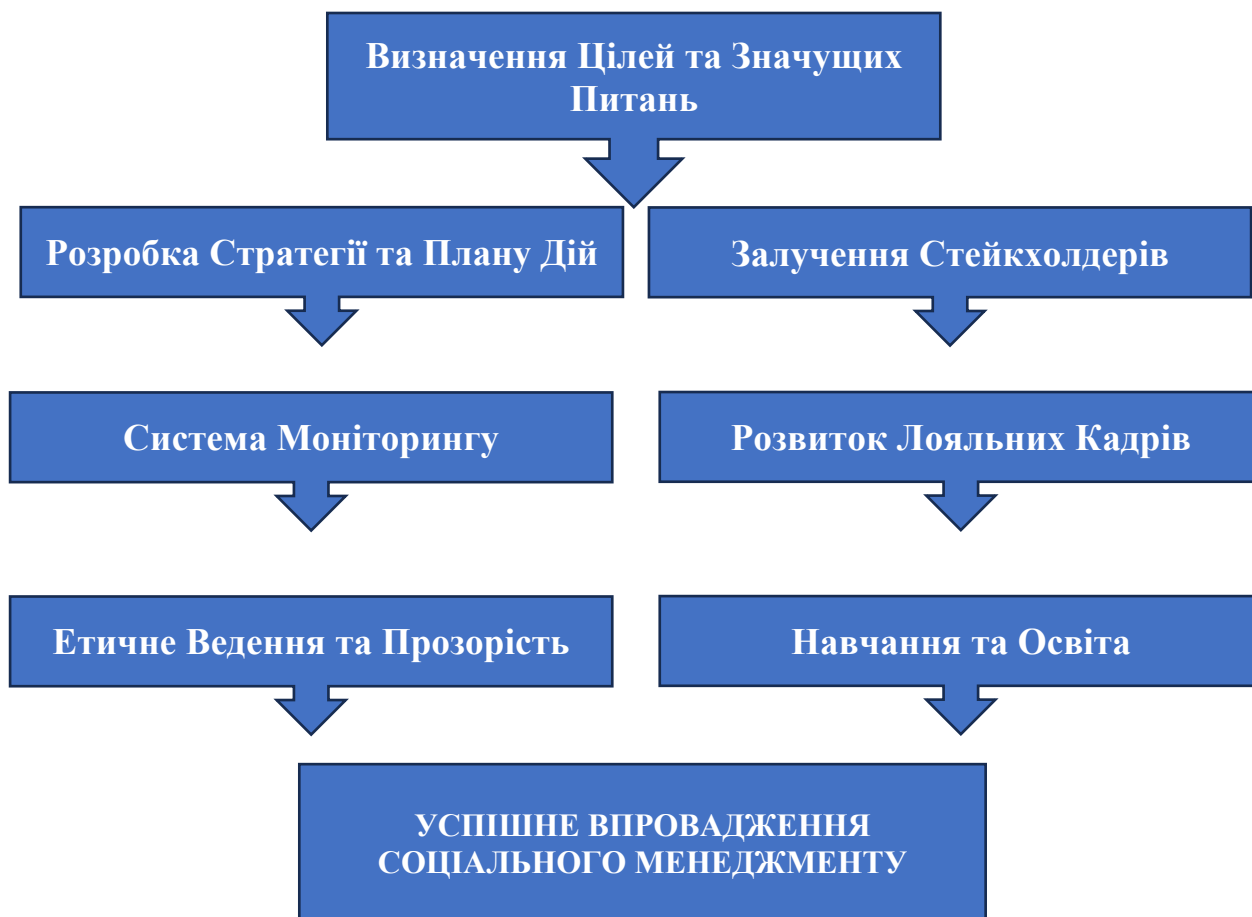 Визначення Цілей та Значущих
Питань
Розробка Стратегії та Плану Дій
Залучення Стейкхолдерів
Система Моніторингу
Розвиток Лояльних Кадрів
Етичне Ведення та Прозорість
Навчання та Освіта
УСПІШНЕ ВПРОВАДЖЕННЯ
СОЦІАЛЬНОГО МЕНЕДЖМЕНТУ